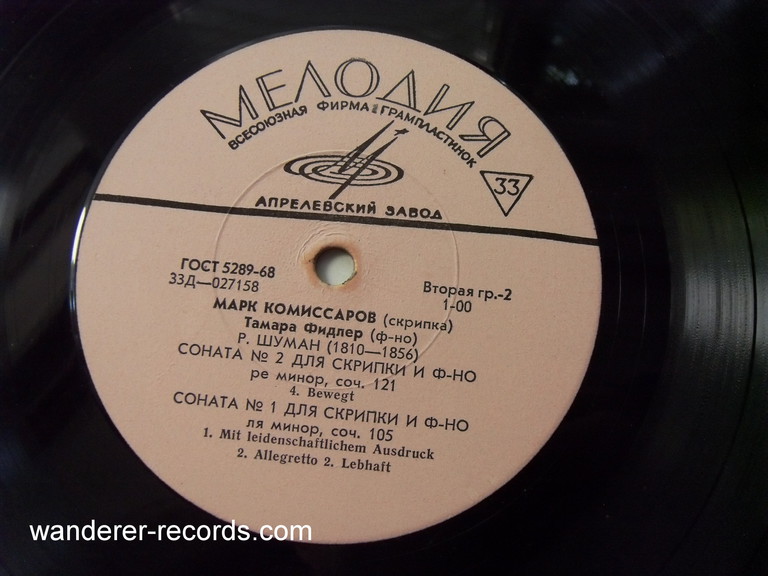 МЕЛОДИЯ
ВСЕСОЮЗНАЯ ФИРМА ГРАМПЛАСТИНОК
33
АПРЕЛЕВСКИЙ ЗАВОД
ГОСТ 5289-68
33Д—027158
Вторая гр.-2
1-00
МАРК КОМИССАРОВ (скрипка)
Тамара Фидлер (ф-но)
Р. ШУМАН (1810—1856)
СОНАТА № 2 ДЛЯ СКРИПКИ И Ф-НО
ре минор, соч. 121
4. Bewegt
СОНАТА № 1 ДЛЯ СКРИПКИ И Ф-НО
ля минор, соч. 105
1. Mit leidenschaftlichem Ausdruck
2. Allegretto 2. Lebhaft
wanderer-records.com